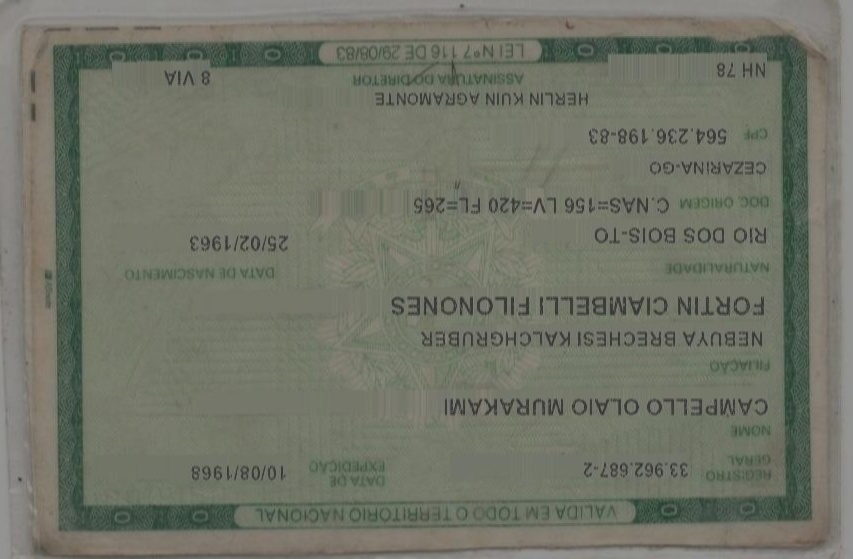 VALIDA EM TODO O TERRITORIO NACIONAL
REGISTRO GERAL 33.962.687-2 DATA DE EXPEDIÇÃO 10/08/1968
NOME
CAMPELLO OLAIO MURAKAMI
FILIAÇÃO
NEBUYA BRECHESI KALCHGRUBER
FORTIN CIAMBELLI FILONONES
NATURALIDADE DATA DE NASCIMENTO
RIO DOS BOIS-TO 25/02/1963
DOC. ORIGEM C.NAS=156 LV=420 FL=265
CEZARINA-GO
CPF 564.236.198-83
HERLIN KUIN AGRAMONTE
NH 78 ASSINATURA DO DIRETOR 8 VIA
LEI Nº 7.116 DE 29/08/83